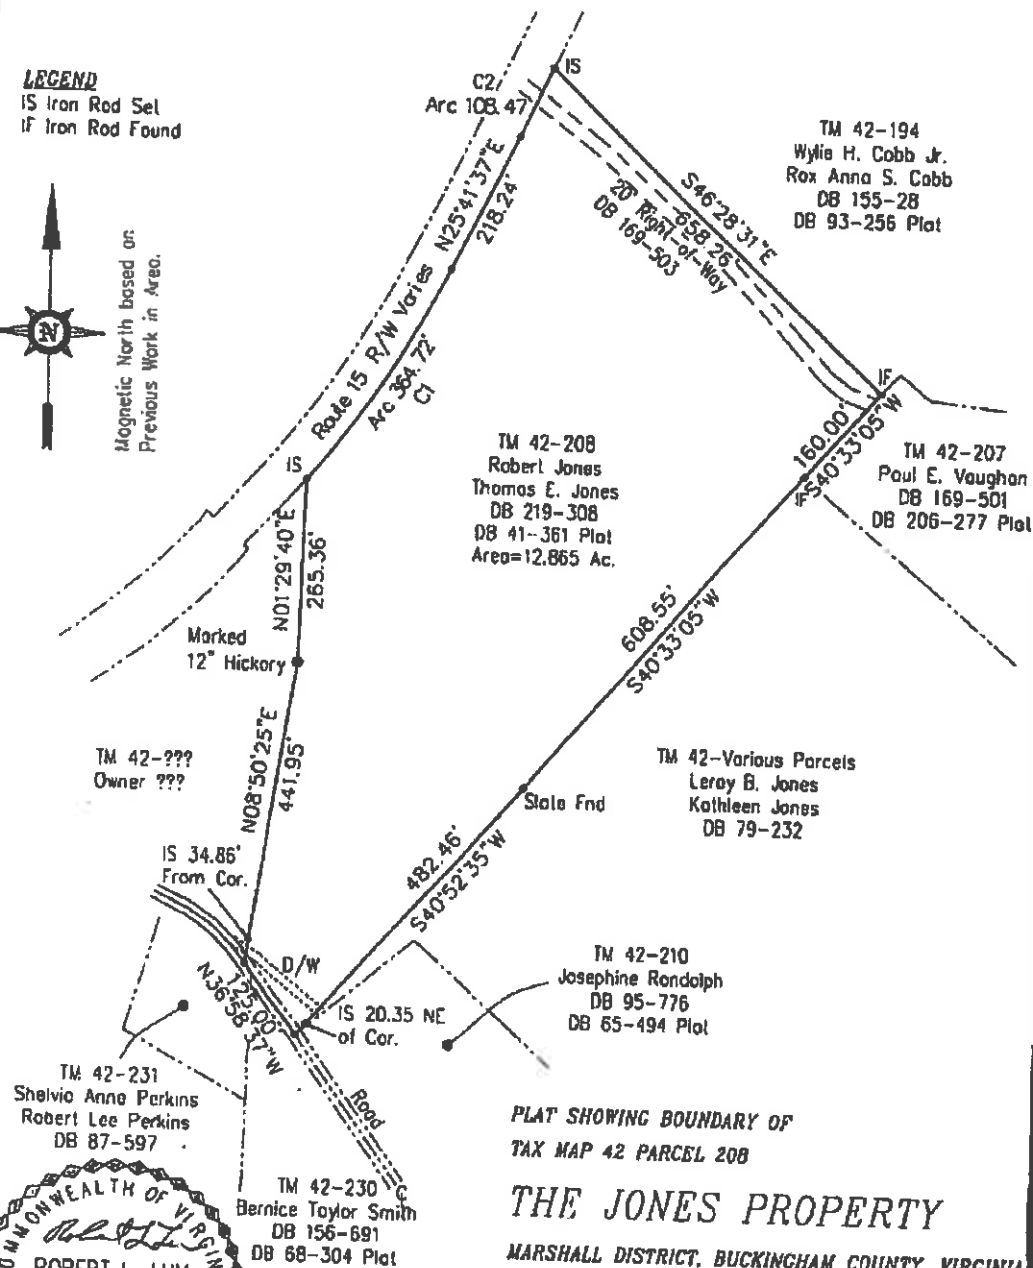 LEGEND
IS Iron Rod Set
IF Iron Rod Found
N
Magnetic North based on
Previous Work in Area.
C2
Arc 108.47'
IS
N25°41'37"E
218.24'
Route 15 R/W Varies
Arc 364.72'
C1
S46°28'31"E
658.26'
20' Right-of-Way
DB 169-503
TM 42-194
Wylie H. Cobb Jr.
Rox Anna S. Cobb
DB 155-28
DB 93-256 Plat
IF
160.00'
S40°33'05"W
IF
TM 42-207
Paul E. Vaughan
DB 169-501
DB 206-277 Plat
TM 42-208
Robert Jones
Thomas E. Jones
DB 219-308
DB 41-361 Plat
Area=12.865 Ac.
IS
N01°29'40"E
265.36'
Marked
12" Hickory
608.55'
S40°33'05"W
TM 42-???
Owner ???
N08°50'25"E
441.95'
TM 42-Various Parcels
Leroy B. Jones
Kathleen Jones
DB 79-232
Stake Fnd
482.46'
S40°52'35"W
IS 34.86'
From Cor.
D/W
125.00'
N36°58'37"W
IS 20.35 NE
of Cor.
TM 42-210
Josephine Randolph
DB 95-776
DB 65-494 Plat
TM 42-231
Shelvia Anna Perkins
Robert Lee Perkins
DB 87-597
Road
C
TM 42-230
Bernice Taylor Smith
DB 156-691
DB 68-304 Plat
PLAT SHOWING BOUNDARY OF
TAX MAP 42 PARCEL 208
THE JONES PROPERTY
MARSHALL DISTRICT, BUCKINGHAM COUNTY, VIRGINIA
COMMONWEALTH OF VIRGIN
ROBERT L. LUM